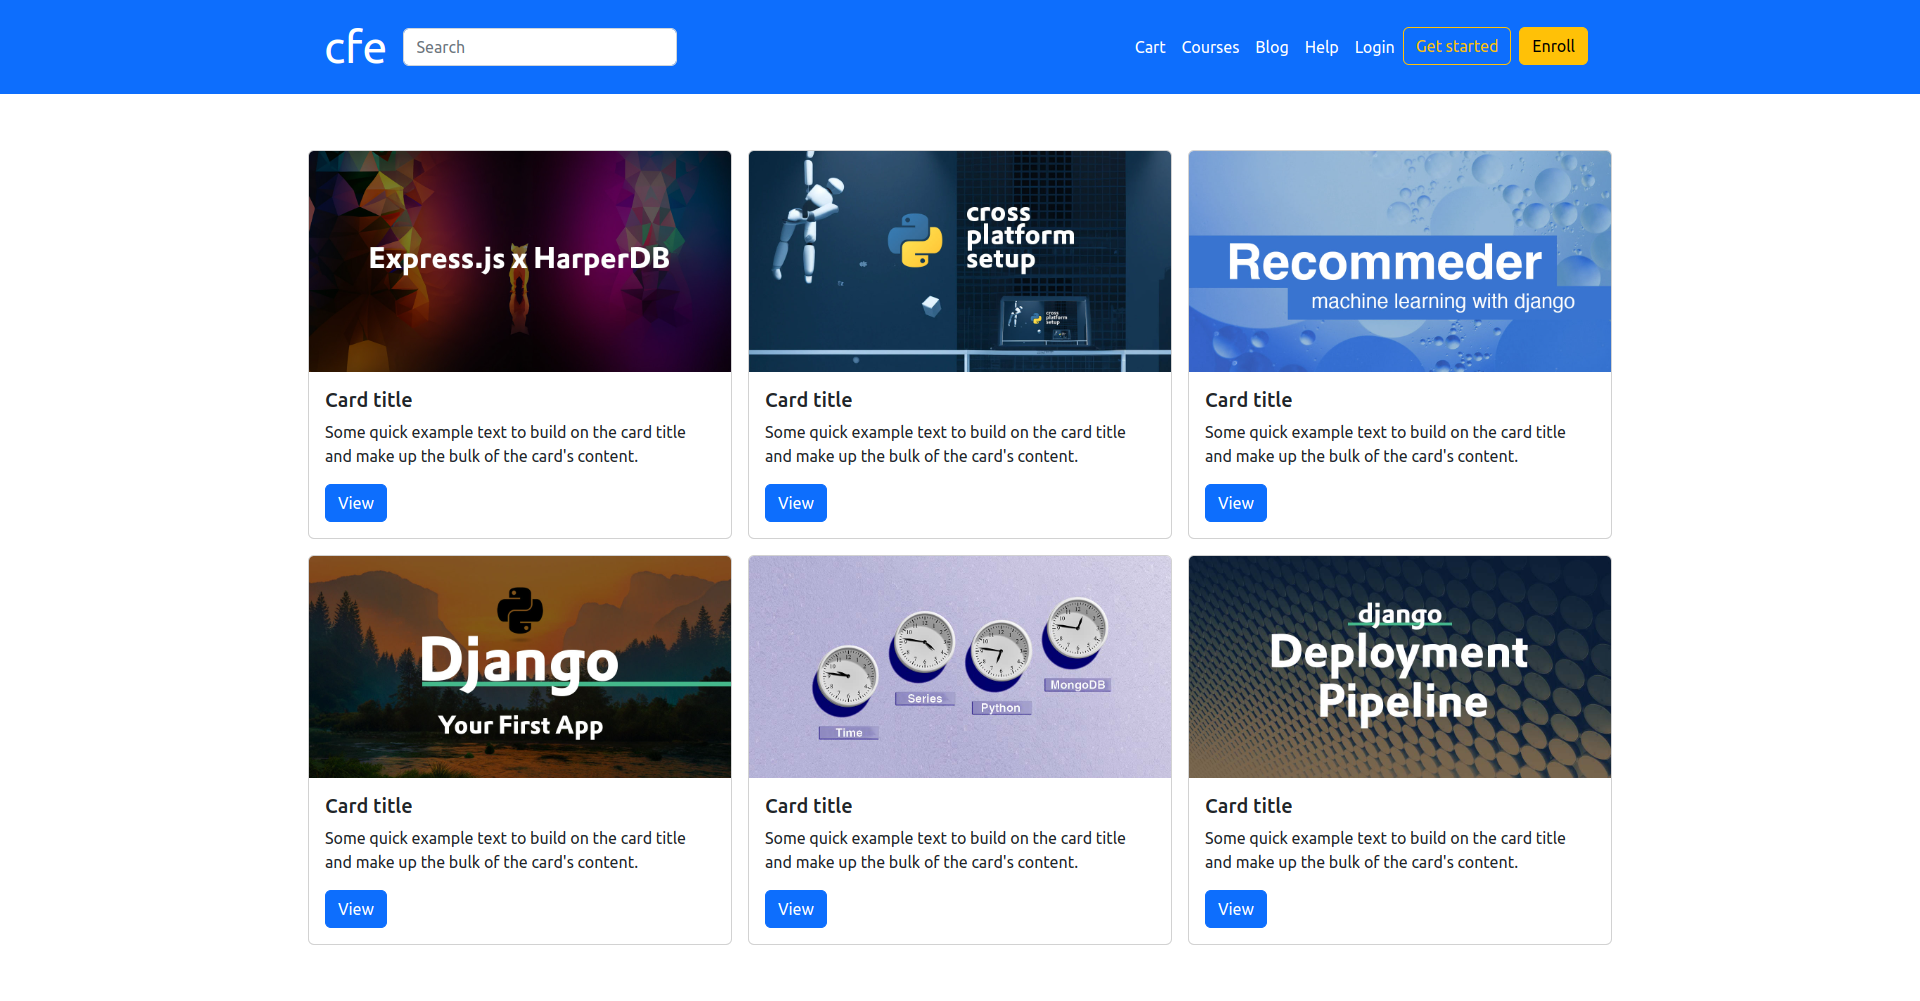 cfe
Search
Cart Courses Blog Help Login Get started Enroll
Express.js x HarperDB
Card title
Some quick example text to build on the card title
and make up the bulk of the card's content.
View
cross
platform
setup
cross
platform
setup
Card title
Some quick example text to build on the card title
and make up the bulk of the card's content.
View
Recommeder
machine learning with django
Card title
Some quick example text to build on the card title
and make up the bulk of the card's content.
View
Django
Your First App
Card title
Some quick example text to build on the card title
and make up the bulk of the card's content.
View
Time
Series
Python
MongoDB
Card title
Some quick example text to build on the card title
and make up the bulk of the card's content.
View
django
Deployment
Pipeline
Card title
Some quick example text to build on the card title
and make up the bulk of the card's content.
View